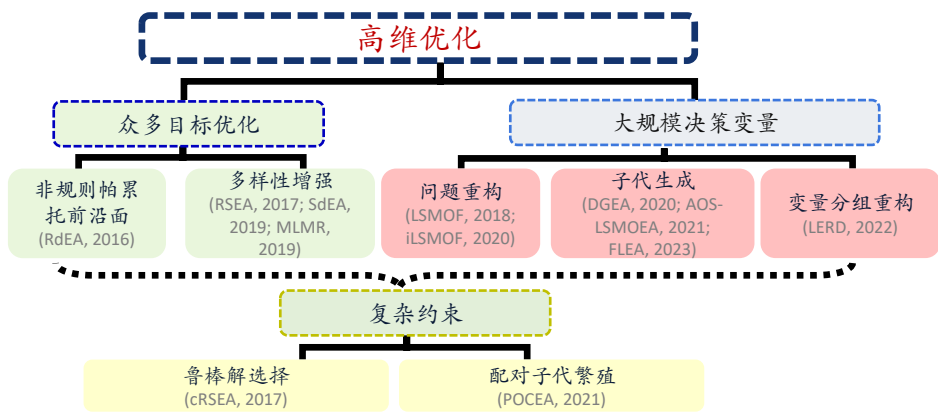 高维优化
众多目标优化
大规模决策变量
非规则帕累
托前沿面
(RdEA, 2016)
多样性增强
(RSEA, 2017; SdEA,
2019; MLMR,
2019)
问题重构
(LSMOF, 2018;
iLSMOF, 2020)
子代生成
(DGEA, 2020; AOS-
LSMOEA, 2021;
FLEA, 2023)
变量分组重构
(LERD, 2022)
复杂约束
鲁棒解选择
(cRSEA, 2017)
配对子代繁殖
(POCEA, 2021)